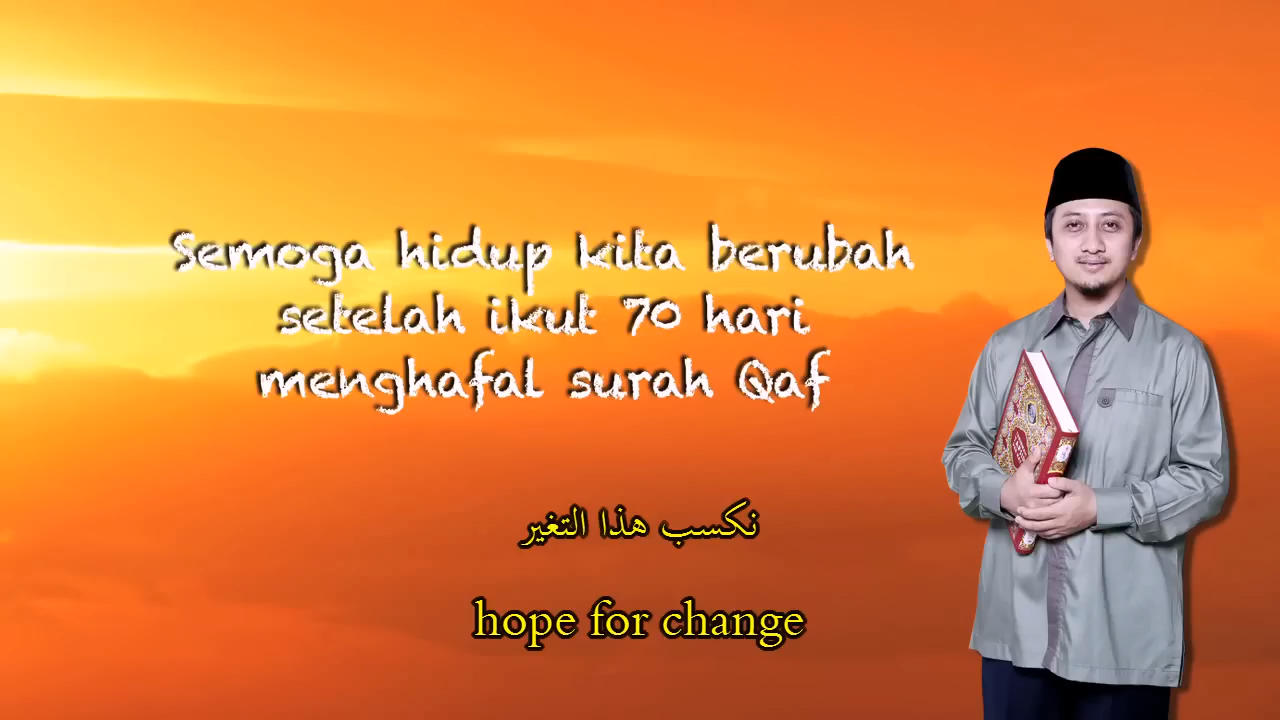 Semoga hidup kita berubah
setelah ikut 70 hari
menghafal surah Qaf
نكسب هذا التغير
hope for change